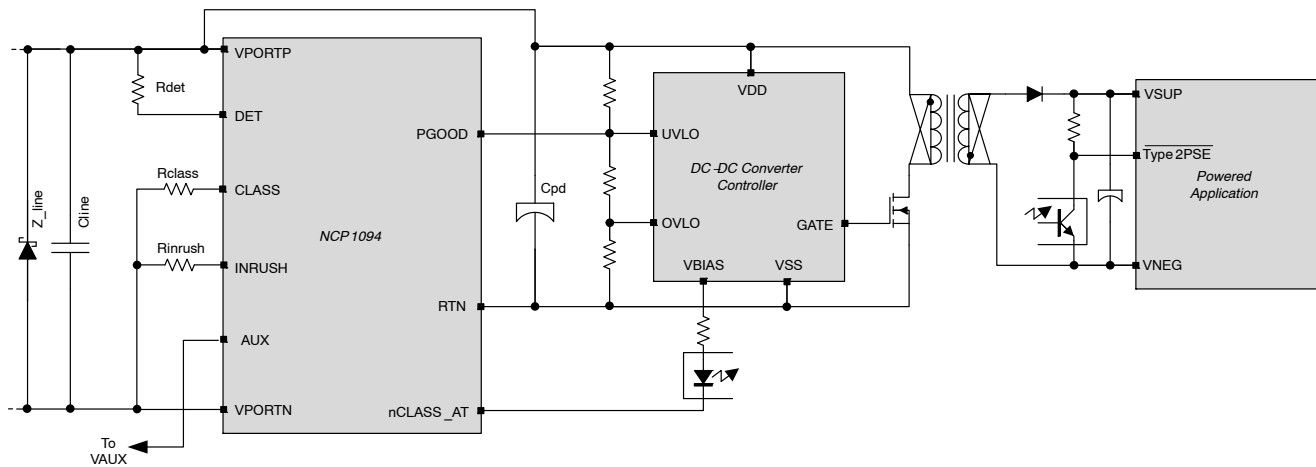 VPORTP
Rdet
DET
VDD
VSUP
PGOOD
UVLO
DC-DC Converter
Controller
Type 2PSE
Powered
Application
Rclass
CLASS
Cpd
Z_line
Cline
NCP1094
OVLO
GATE
Rinrush
INRUSH
VBIAS
VSS
VNEG
RTN
AUX
VPORTN
nCLASS_AT
To
VAUX